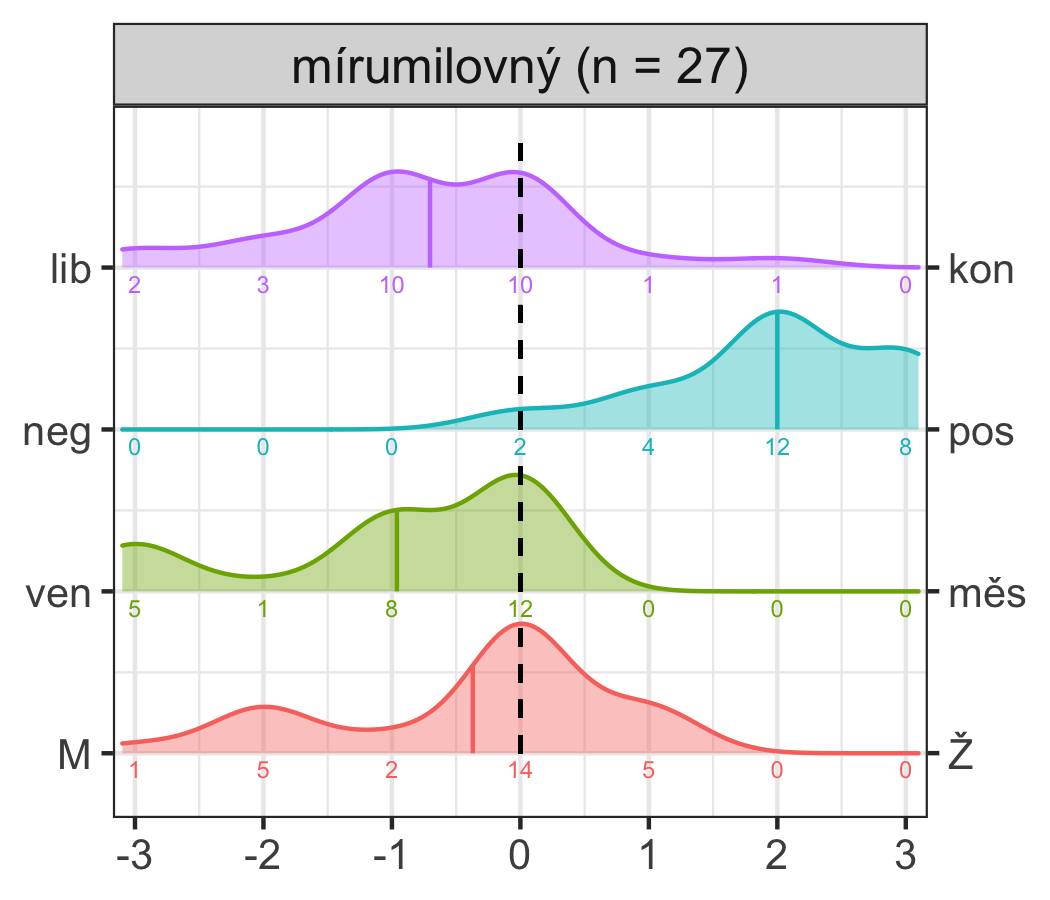 mírumilovný (n = 27)
lib kon
2 3 10 10 1 1 0
neg pos
0 0 0 2 4 12 8
ven měs
5 1 8 12 0 0 0
M Ž
1 5 2 14 5 0 0
-3 -2 -1 0 1 2 3